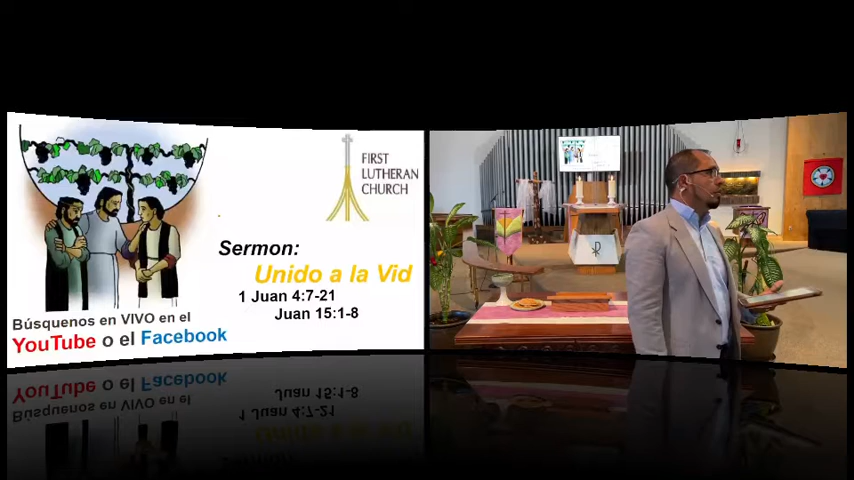 FIRST
LUTHERAN
CHURCH
Sermon:
Unido a la Vid
1 Juan 4:7-21
Juan 15:1-8
Búsquenos en VIVO en el
YouTube o el Facebook